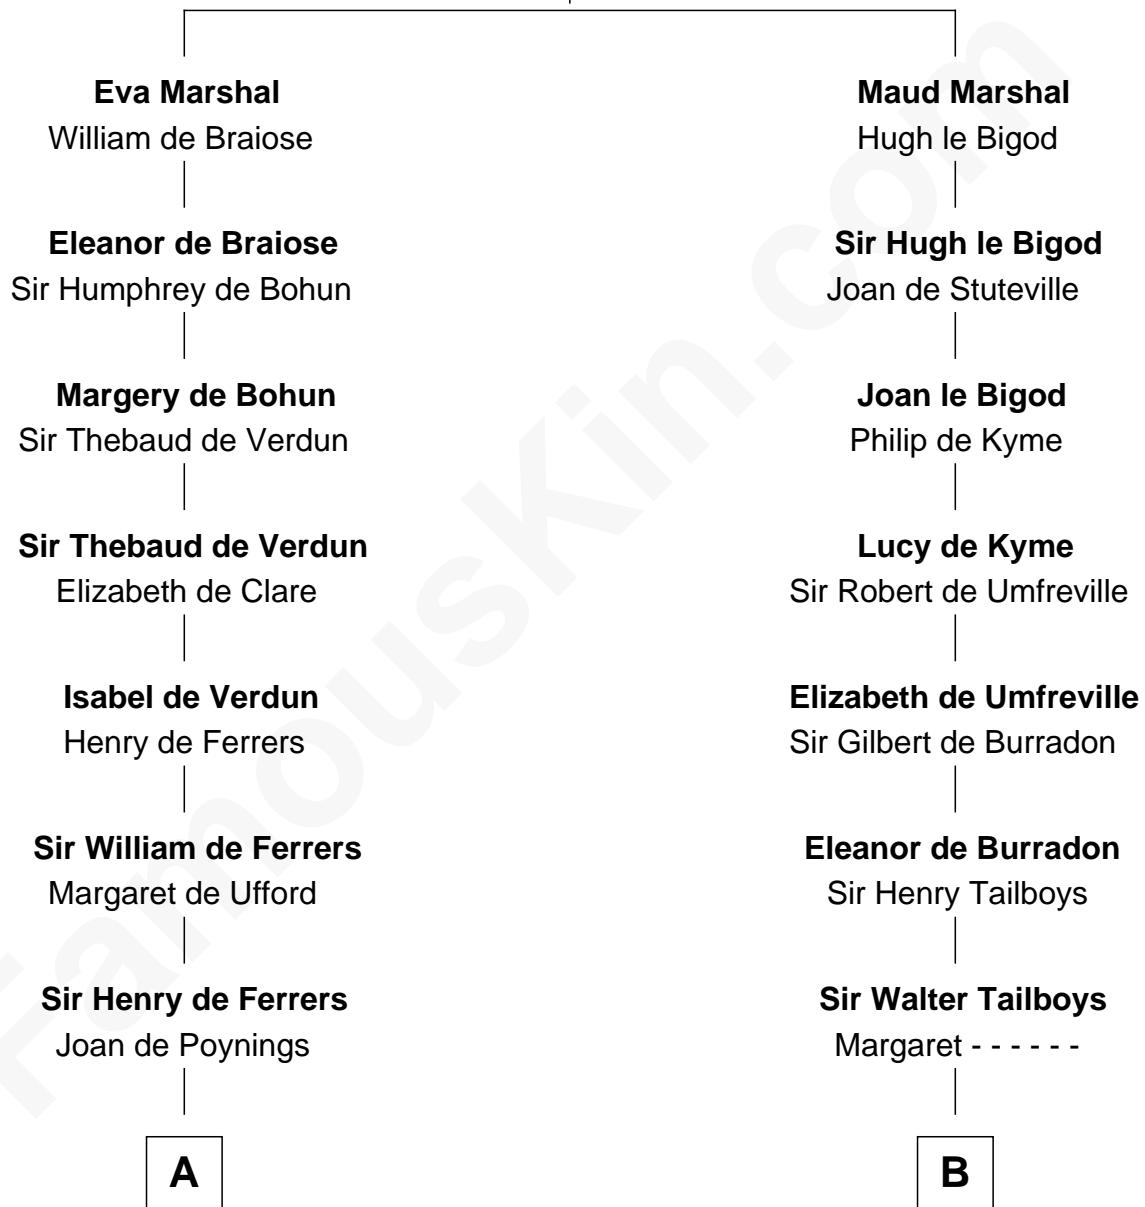 Eva Marshal
William de Braiose
Eleanor de Braiose
Sir Humphrey de Bohun
Margery de Bohun
Sir Thebaud de Verdun
Sir Thebaud de Verdun
Elizabeth de Clare
Isabel de Verdun
Henry de Ferrers
Sir William de Ferrers
Margaret de Ufford
Sir Henry de Ferrers
Joan de Poynings
A
Maud Marshal
Hugh le Bigod
Sir Hugh le Bigod
Joan de Stuteville
Joan le Bigod
Philip de Kyme
Lucy de Kyme
Sir Robert de Umfreville
Elizabeth de Umfreville
Sir Gilbert de Burradon
Eleanor de Burradon
Sir Henry Tailboys
Sir Walter Tailboys
Margaret - - - - - -
B
FamousKin.com